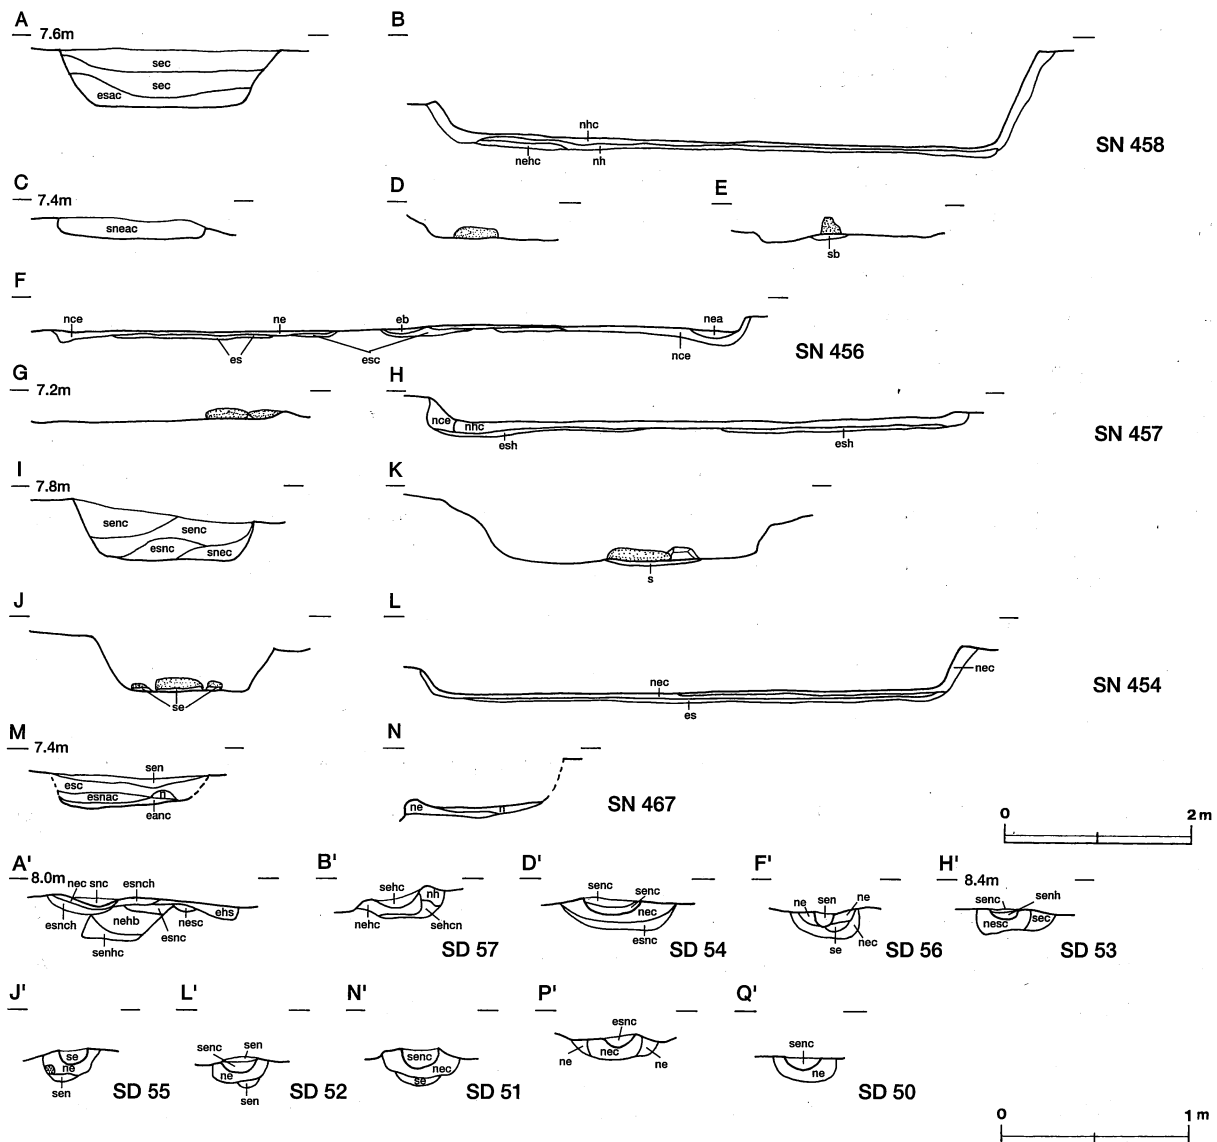 A
7.6m
sec
sec
esac
B
nhc
nehc
nh
SN 458
C
7.4m
sneac
D
E
sb
F
nce
ne
eb
nea
es
esc
nce
SN 456
G
7.2m
H
nce
nhc
esh
esh
SN 457
I
7.8m
senc
senc
esnc
snec
K
s
J
se
L
nec
nec
es
SN 454
M
7.4m
sen
esc
esnac
n
eanc
N
ne
n
SN 467
0 2 m
A'
8.0m
nec snc
esnch
esnch
nehb
nesc
ehs
esnc
senhc
B'
sehc
nh
nehc
sehcn
SD 57
D'
senc
senc
nec
esnc
SD 54
F'
ne
sen
ne
nec
se
SD 56
H'
8.4m
senc
senh
nesc
sec
SD 53
J'
se
ne
sen
SD 55
L'
senc
sen
ne
sen
SD 52
N'
senc
nec
se
SD 51
P'
esnc
ne
nec
ne
Q'
senc
ne
SD 50
0 1 m